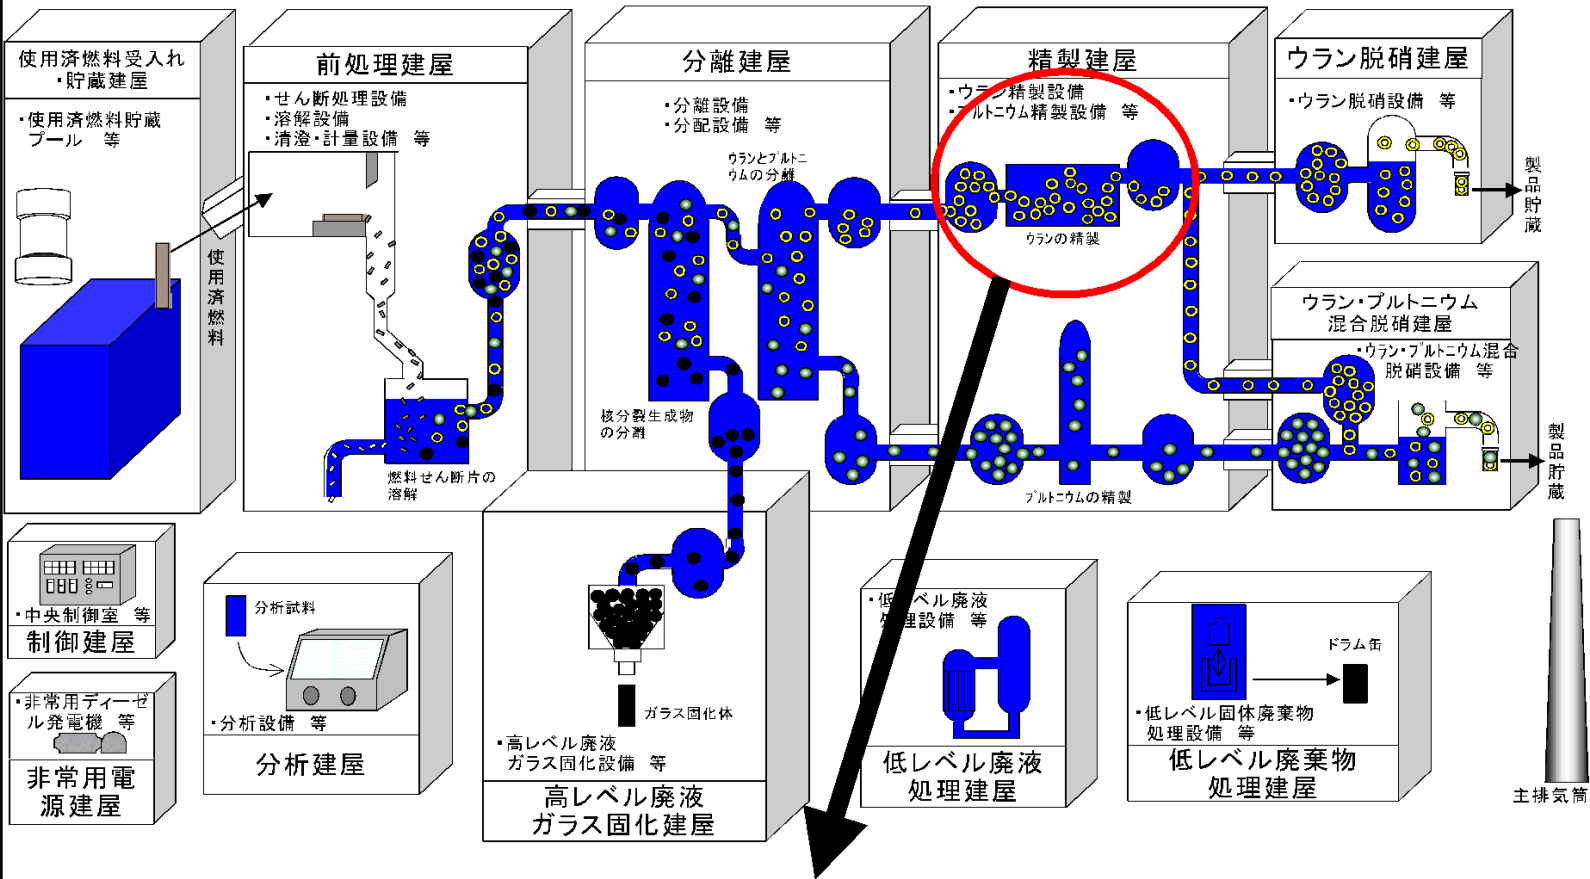 使用済燃料受入れ
・貯蔵建屋
・使用済燃料貯蔵
プール 等
使用済燃料
前処理建屋
・せん断処理設備
・溶解設備
・清澄・計量設備 等
燃料せん断片の
溶解
分離建屋
・分離設備
・分配設備 等
ウランとプルトニ
ウムの分離
核分裂生成物
の分離
精製建屋
・ウラン精製設備
・プルトニウム精製設備 等
ウランの精製
プルトニウムの精製
ウラン脱硝建屋
・ウラン脱硝設備 等
製品貯蔵
ウラン・プルトニウム
混合脱硝建屋
・ウラン・プルトニウム混合
脱硝設備 等
製品貯蔵
・中央制御室 等
制御建屋
・非常用ディーゼ
ル発電機 等
非常用電
源建屋
分析試料
・分析設備 等
分析建屋
ガラス固化体
・高レベル廃液
ガラス固化設備 等
高レベル廃液
ガラス固化建屋
・低レベル廃液
処理設備 等
低レベル廃液
処理建屋
ドラム缶
・低レベル固体廃棄物
処理設備 等
低レベル廃棄物
処理建屋
主排気筒